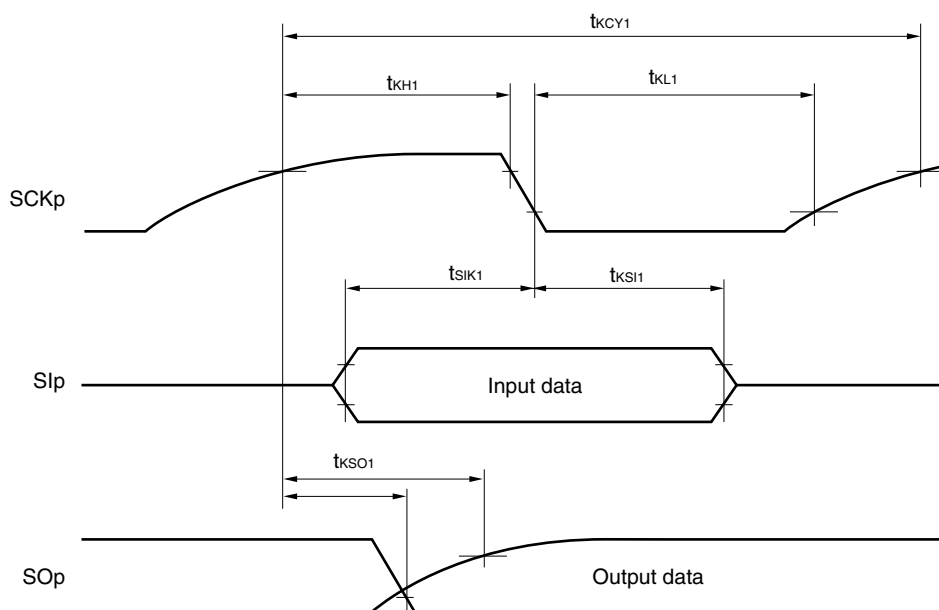 tKCY1
tKH1
tKL1
SCKp
tSIK1
tKSI1
SIp
Input data
tKSO1
SOp
Output data